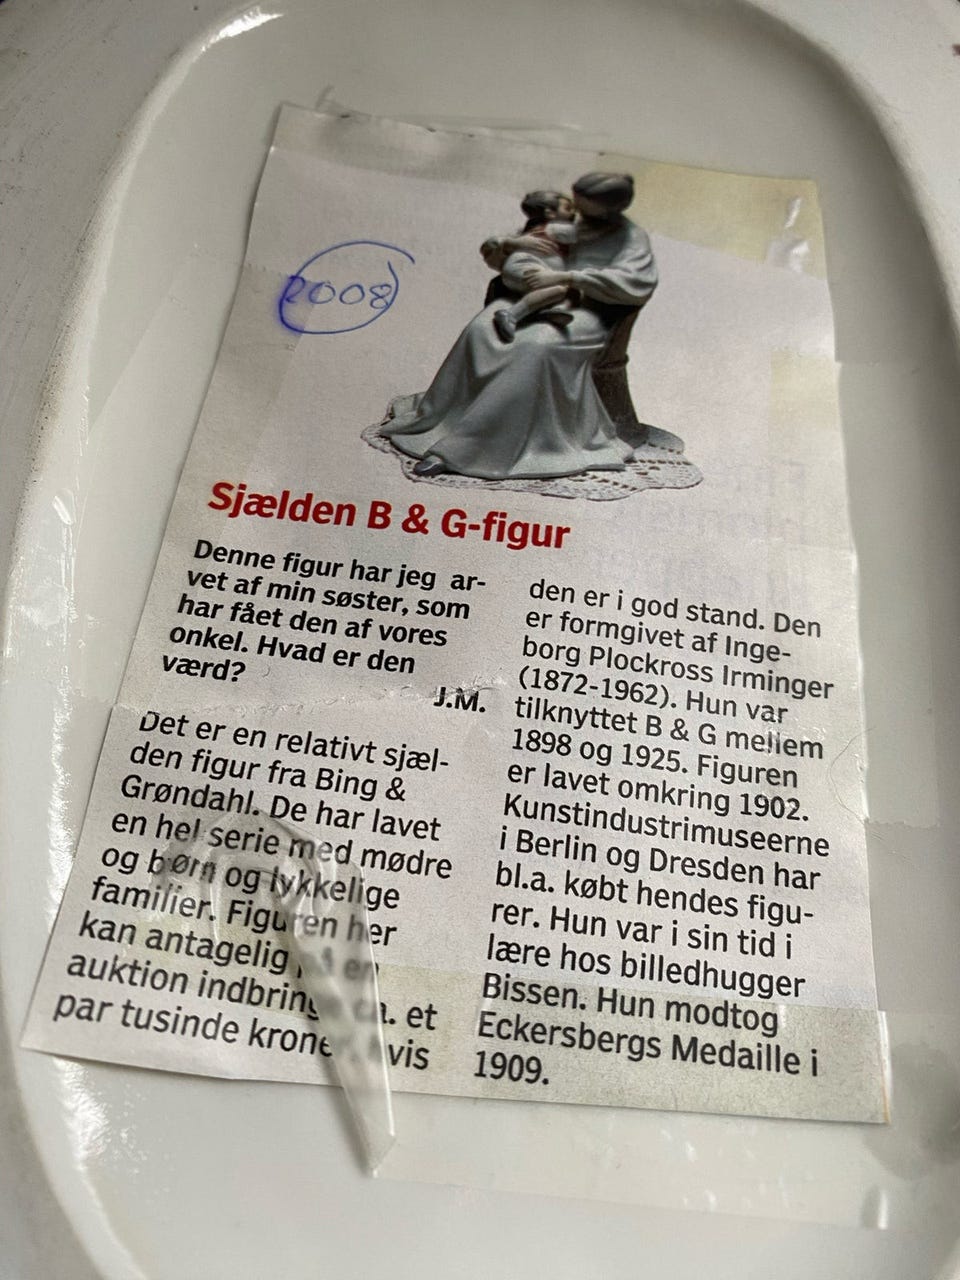 2008
Sjælden B & G-figur
Denne figur har jeg ar-
vet af min søster, som
har fået den af vores
onkel. Hvad er den
værd?
J.M.
Det er en relativt sjæl-
den figur fra Bing &
Grøndahl. De har lavet
en hel serie med mødre
og børn og lykkelige
familier. Figuren her
kan antagelig på en
auktion indbringe ca. et
par tusinde kroner, hvis
den er i god stand. Den
er formgivet af Inge-
borg Plockross Irminger
(1872-1962). Hun var
tilknyttet B & G mellem
1898 og 1925. Figuren
er lavet omkring 1902.
Kunstindustrimuseerne
i Berlin og Dresden har
bl.a. købt hendes figu-
rer. Hun var i sin tid i
lære hos billedhugger
Bissen. Hun modtog
Eckersbergs Medaille i
1909.